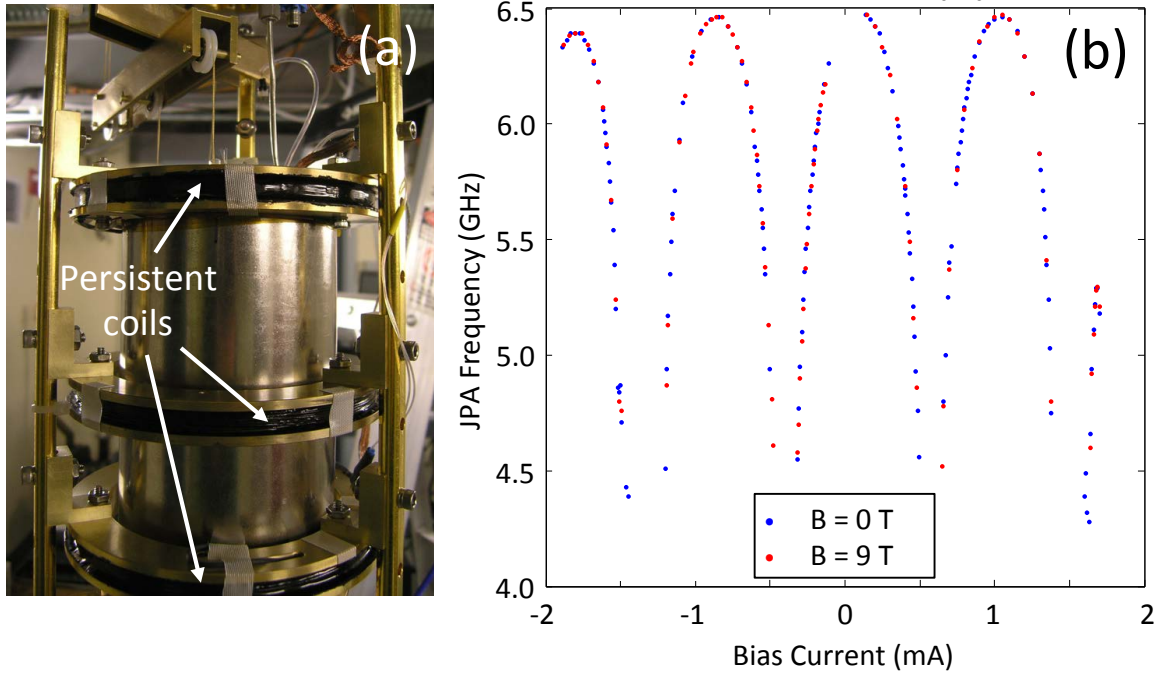 (a)
Persistent
coils
(b)
JPA Frequency (GHz)
6.5
6.0
5.5
5.0
4.5
4.0
B = 0 T
B = 9 T
-2
-1
0
1
2
Bias Current (mA)